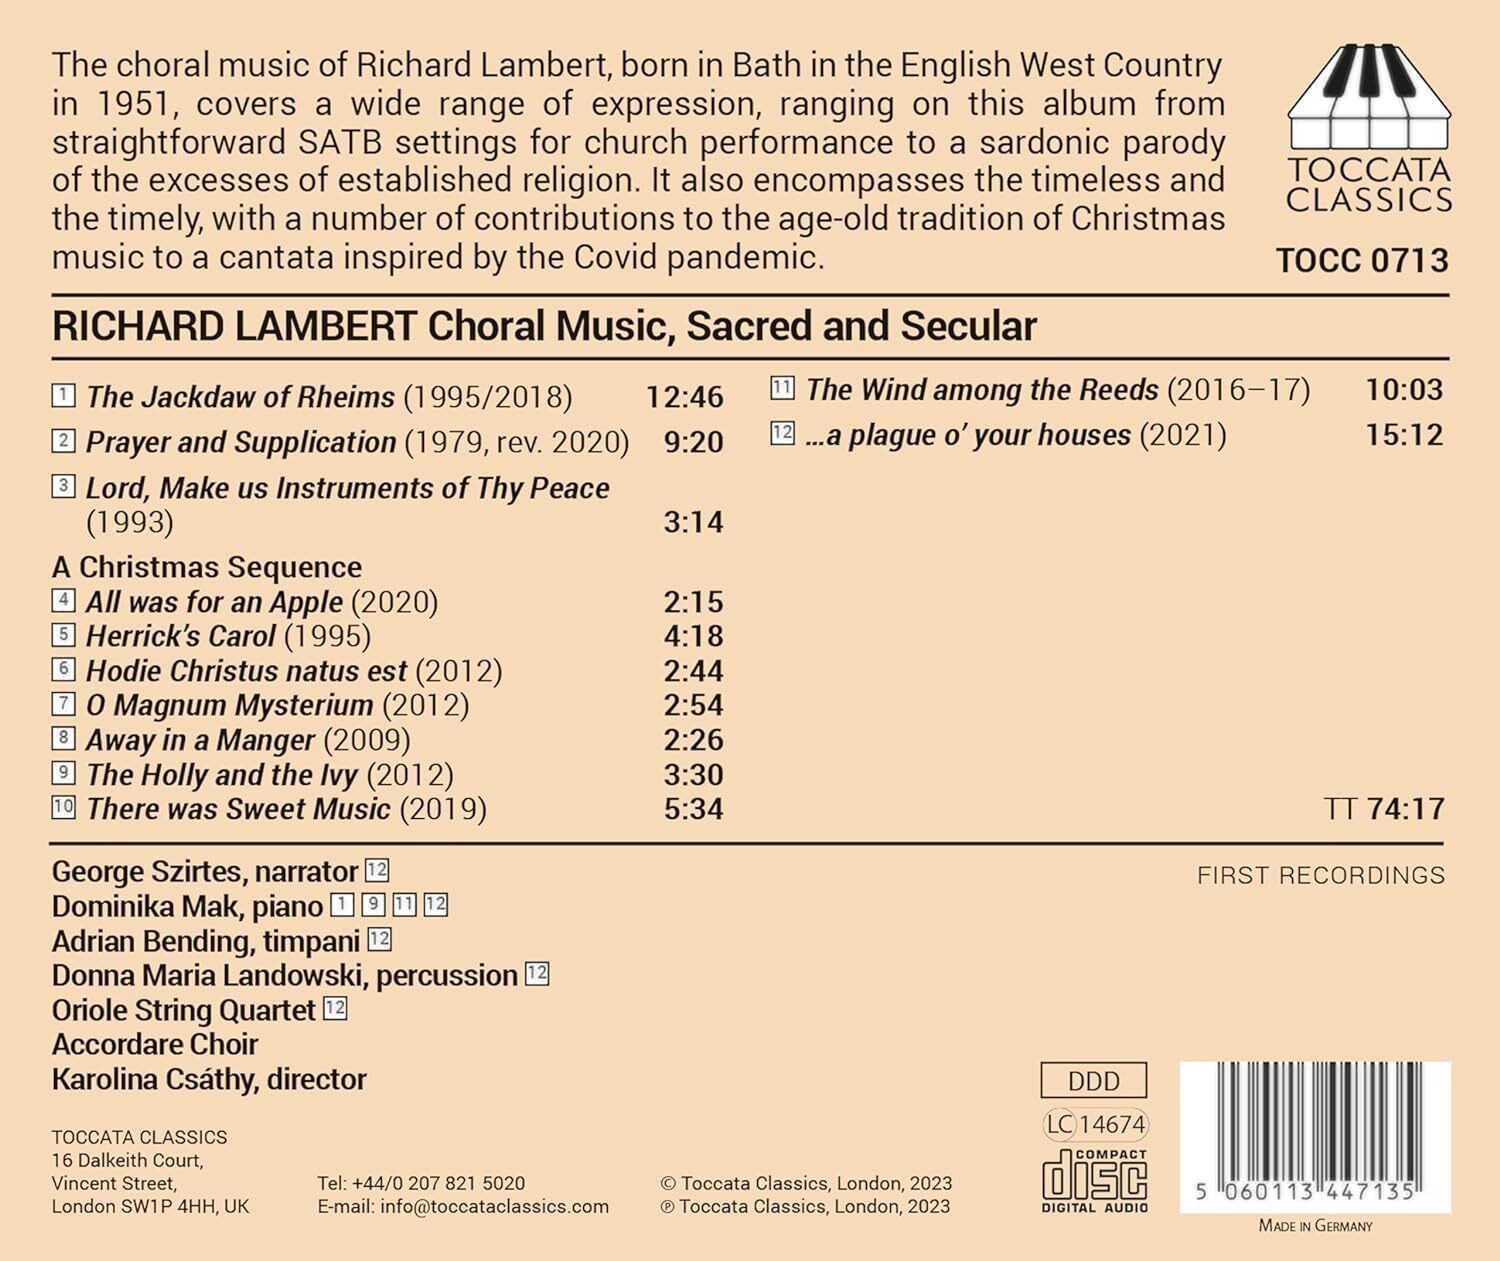 The choral music of Richard Lambert, born in Bath in the English West Country
in 1951, covers a wide range of expression, ranging on this album from
straightforward SATB settings for church performance to a sardonic parody
of the excesses of established religion. It also encompasses the timeless and
the timely, with a number of contributions to the age-old tradition of Christmas
music to a cantata inspired by the Covid pandemic.
TOCCATA
CLASSICS
TOCC 0713
RICHARD LAMBERT Choral Music, Sacred and Secular
1 The Jackdaw of Rheims (1995/2018) 12:46
2 Prayer and Supplication (1979, rev. 2020) 9:20
3 Lord, Make us Instruments of Thy Peace
(1993) 3:14
A Christmas Sequence
4 All was for an Apple (2020) 2:15
5 Herrick's Carol (1995) 4:18
6 Hodie Christus natus est (2012) 2:44
7 O Magnum Mysterium (2012) 2:54
8 Away in a Manger (2009) 2:26
9 The Holly and the Ivy (2012) 3:30
10 There was Sweet Music (2019) 5:34
11 The Wind among the Reeds (2016–17) 10:03
12 ...a plague o' your houses (2021) 15:12
TT 74:17
FIRST RECORDINGS
George Szirtes, narrator 12
Dominika Mak, piano 1 9 11 12
Adrian Bending, timpani 12
Donna Maria Landowski, percussion 12
Oriole String Quartet 12
Accordare Choir
Karolina Csáthy, director
TOCCATA CLASSICS
16 Dalkeith Court,
Vincent Street,
London SW1P 4HH, UK
Tel: +44/0 207 821 5020
E-mail: info@toccataclassics.com
© Toccata Classics, London, 2023
℗ Toccata Classics, London, 2023
DDD
LC 14674
COMPACT
disc
DIGITAL AUDIO
5 060113 447135
MADE IN GERMANY